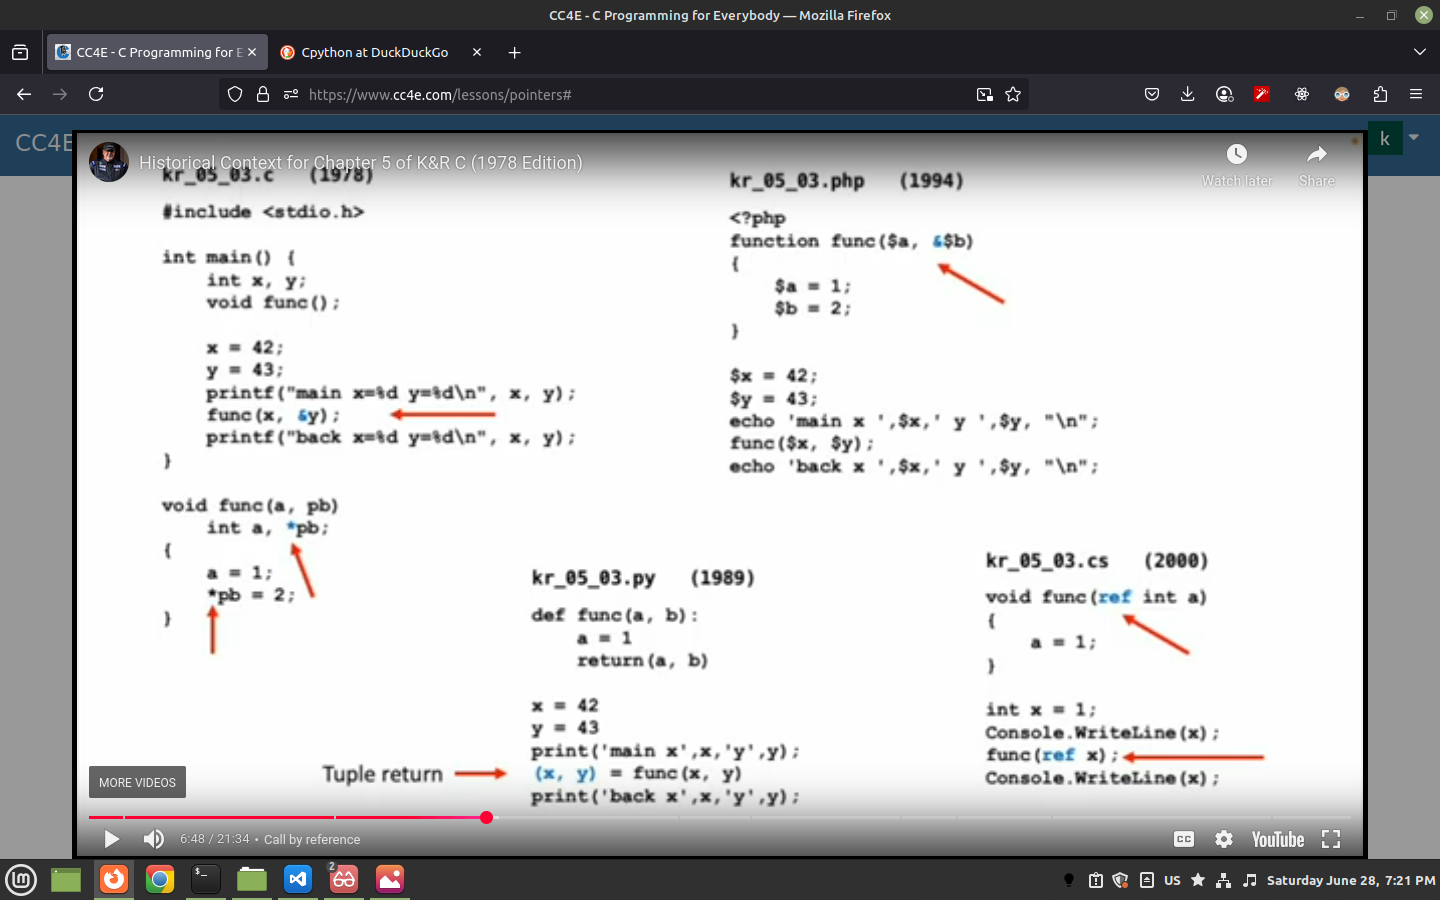 CC4E - C Programming for Everybody — Mozilla Firefox
CC4E - C Programming for E
Cpython at DuckDuckGo
https://www.cc4e.com/lessons/pointers#
CC4E
k
Historical Context for Chapter 5 of K&R C (1978 Edition)
Watch later
Share
kr_05_03.c (1978)
#include <stdio.h>
int main() {
int x, y;
void func();
x = 42;
y = 43;
printf("main x=%d y=%d\n", x, y);
func(x, &y);
printf("back x=%d y=%d\n", x, y);
}
void func(a, pb)
int a, *pb;
{
a = 1;
*pb = 2;
}
kr_05_03.php (1994)
<?php
function func($a, &$b)
{
$a = 1;
$b = 2;
}
$x = 42;
$y = 43;
echo 'main x ',$x,' y ',$y, "\n";
func($x, $y);
echo 'back x ',$x,' y ',$y, "\n";
kr_05_03.py (1989)
def func(a, b):
a = 1
return(a, b)
x = 42
y = 43
print('main x',x,'y',y);
Tuple return
(x, y) = func(x, y)
print('back x',x,'y',y);
kr_05_03.cs (2000)
void func(ref int a)
{
a = 1;
}
int x = 1;
Console.WriteLine(x);
func(ref x);
Console.WriteLine(x);
MORE VIDEOS
6:48 / 21:34 • Call by reference
CC
YouTube
2
US
Saturday June 28, 7:21 PM